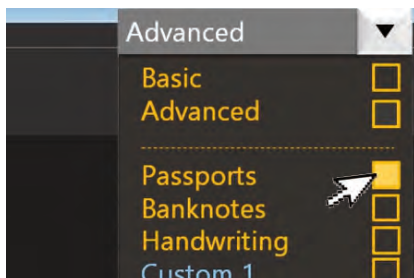 Advanced
Basic
Advanced
Passports
Banknotes
Handwriting
Custom 1